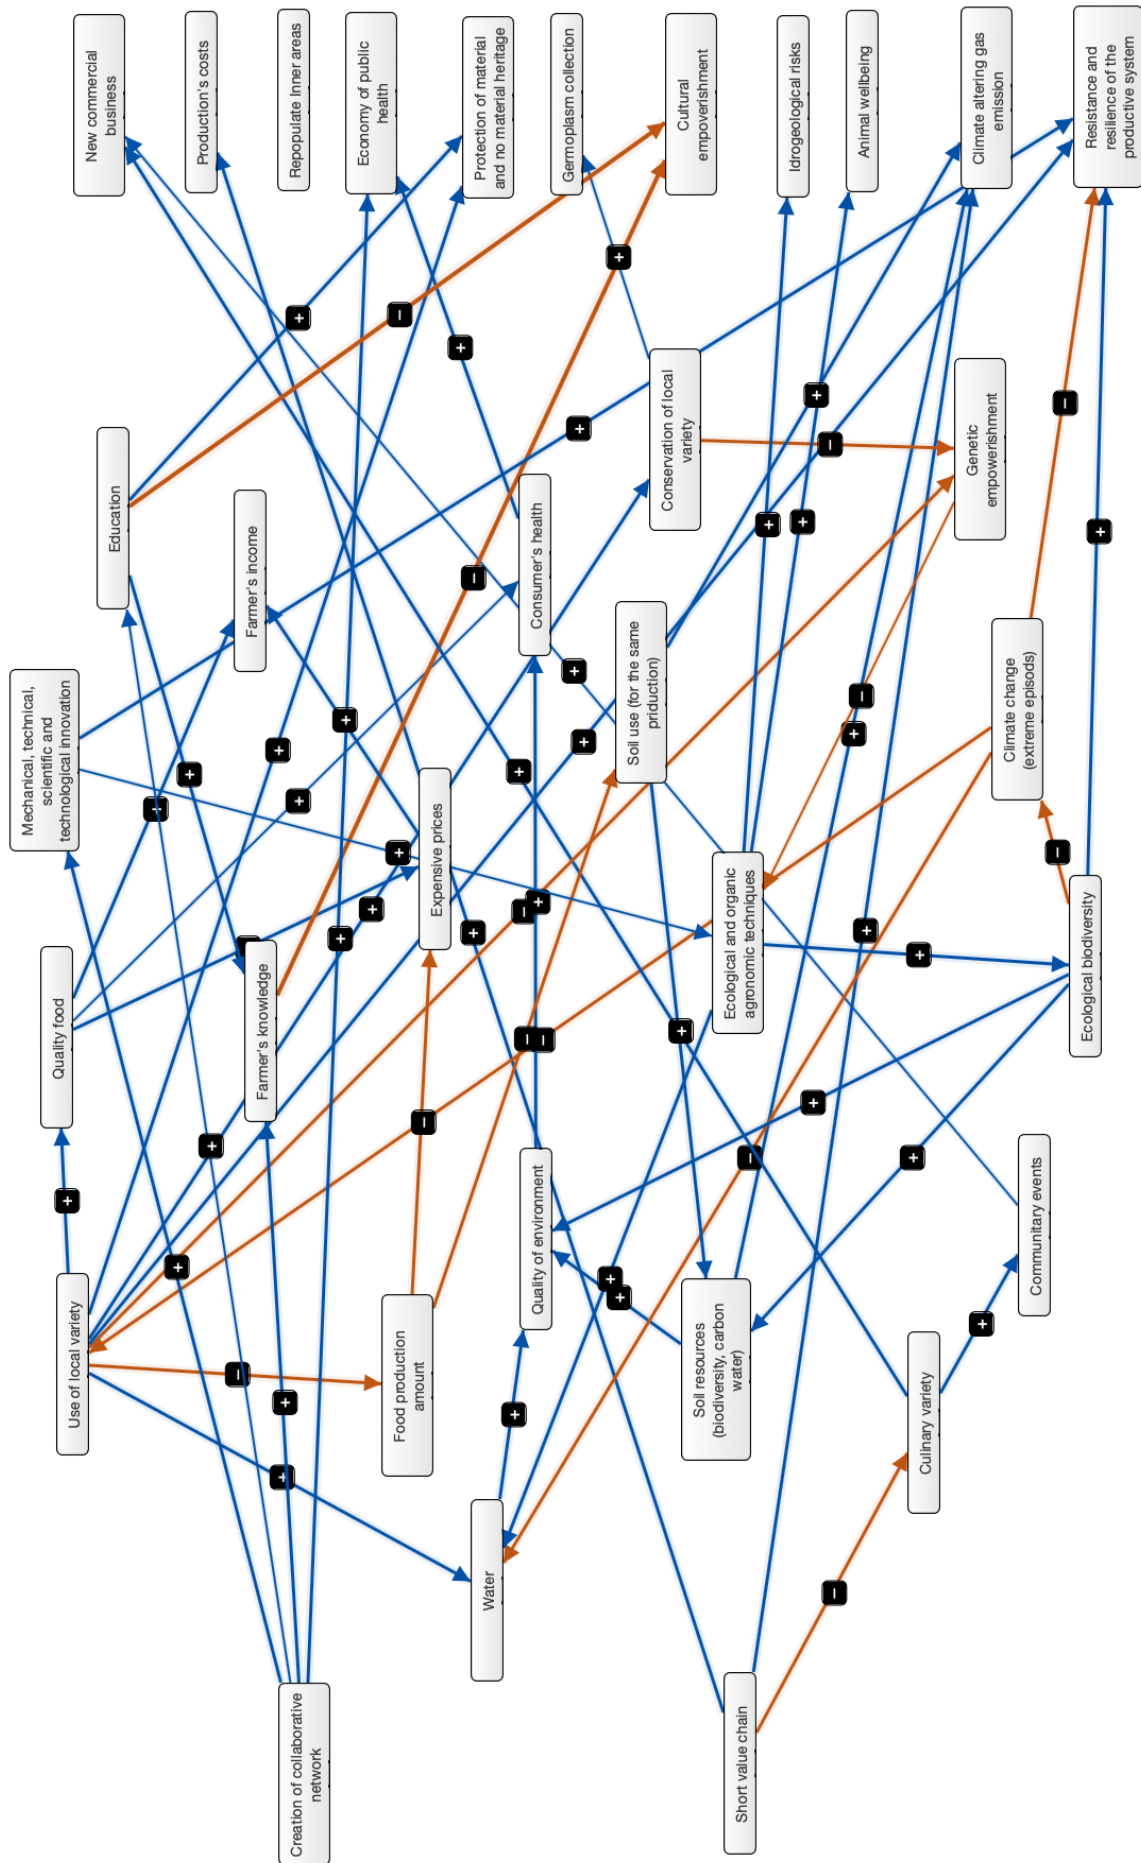 New commercial
business
Production's costs
Repopulate Inner areas
Economy of public
health
Protection of material
and no material heritage
Germoplasm collection
Cultural
empoverishment
Idrogeological risks
Animal wellbeing
Climate altering gas
emission
Resistance and
resilience of the
productive system
Education
Farmer's income
Consumer's health
Conservation of local
variety
Genetic
empowerishment
Mechanical, technical,
scientific and
technological innovation
Expensive prices
Soil use (for the same
priduction)
Climate change
(extreme episods)
Quality food
Farmer's knowledge
Ecological and organic
agronomic techniques
Ecological biodiversity
Use of local variety
Food production
amount
Quality of environment
Soil resources
(biodiversity, carbon
water)
Communitary events
Culinary variety
Water
Creation of collaborative
network
Short value chain